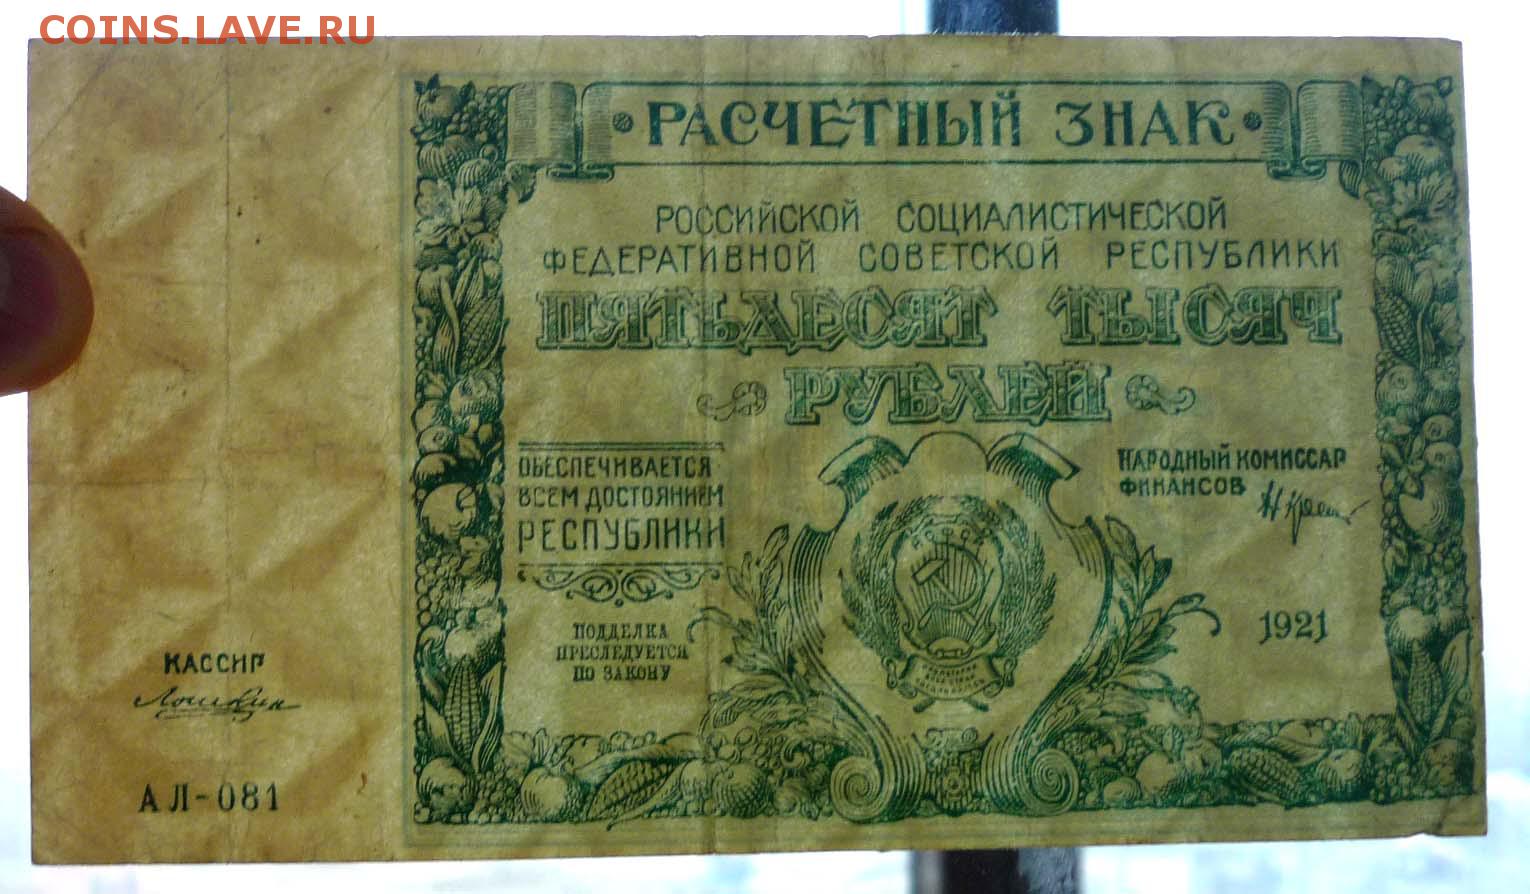 COINS.LAVE.RU
• РАСЧЕТНЫЙ ЗНАК •
РОССИЙСКОЙ СОЦИАЛИСТИЧЕСКОЙ
ФЕДЕРАТИВНОЙ СОВЕТСКОЙ РЕСПУБЛИКИ
ПЯТЬДЕСЯТ ТЫСЯЧ
РУБЛЕЙ
ОБЕСПЕЧИВАЕТСЯ
ВСЕМ ДОСТОЯНИЕМ
РЕСПУБЛИКИ
ПОДДЕЛКА
ПРЕСЛЕДУЕТСЯ
ПО ЗАКОНУ
НАРОДНЫЙ КОМИССАР
ФИНАНСОВ
1921
КАССИР
АЛ-081